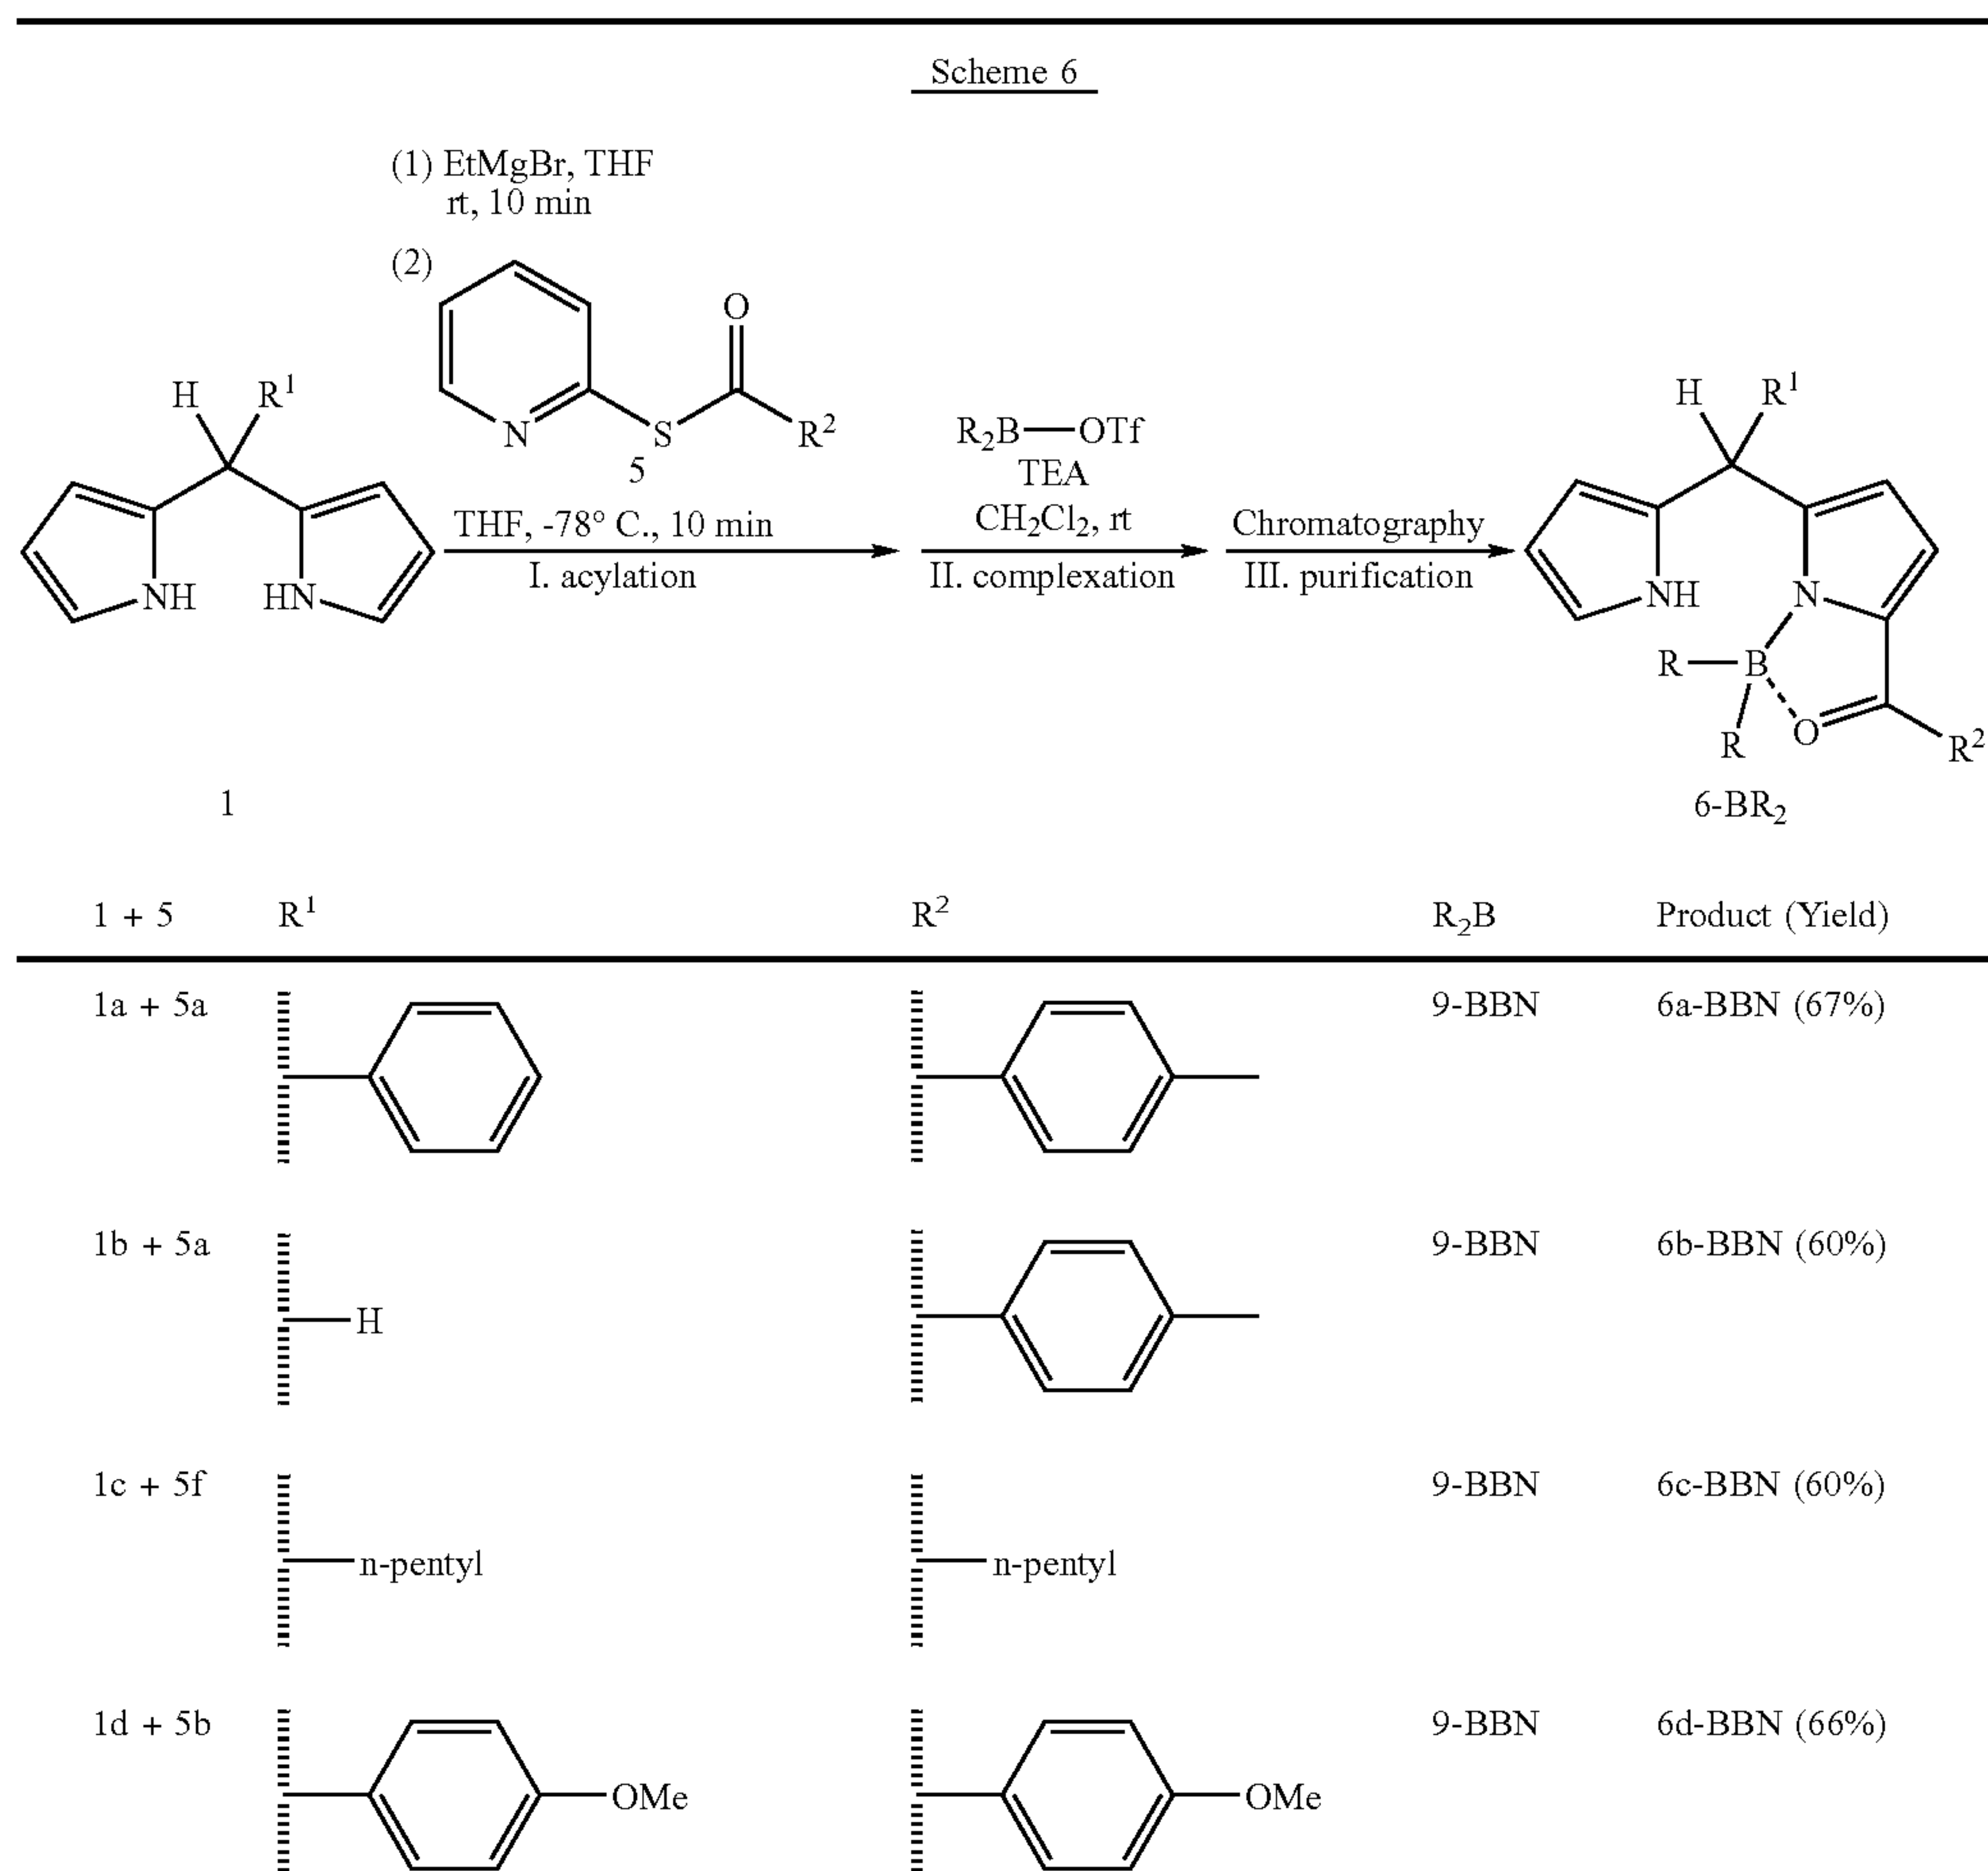 Scheme 6
(1) EtMgBr, THF
rt, 10 min
(2)
O
N
S
R²
5
H
R¹
NH
HN
THF, -78° C., 10 min
I. acylation
R₂B—OTf
TEA
CH₂Cl₂, rt
II. complexation
Chromatography
III. purification
H
R¹
NH
N
R
B
R
O
R²
1
6-BR₂
1 + 5 R¹ R² R₂B Product (Yield)
1a + 5a 9-BBN 6a-BBN (67%)
1b + 5a 9-BBN 6b-BBN (60%)
H
1c + 5f 9-BBN 6c-BBN (60%)
n-pentyl n-pentyl
1d + 5b 9-BBN 6d-BBN (66%)
OMe OMe